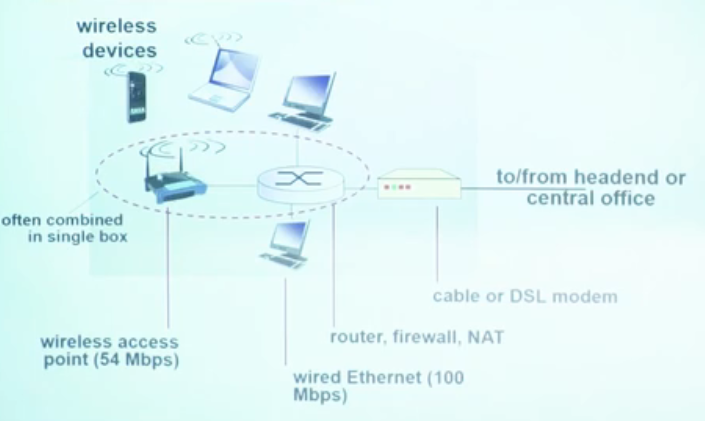 wireless
devices
to/from headend or
central office
often combined
in single box
cable or DSL modem
wireless access
point (54 Mbps)
router, firewall, NAT
wired Ethernet (100
Mbps)